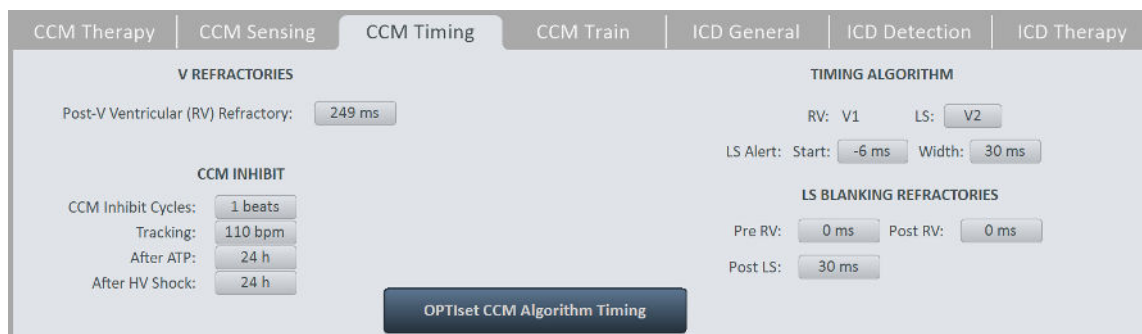 CCM Therapy CCM Sensing CCM Timing CCM Train ICD General ICD Detection ICD Therapy
V REFRACTORIES
Post-V Ventricular (RV) Refractory: 249 ms
CCM INHIBIT
CCM Inhibit Cycles: 1 beats
Tracking: 110 bpm
After ATP: 24 h
After HV Shock: 24 h
TIMING ALGORITHM
RV: V1 LS: V2
LS Alert: Start: -6 ms Width: 30 ms
LS BLANKING REFRACTORIES
Pre RV: 0 ms Post RV: 0 ms
Post LS: 30 ms
OPTIset CCM Algorithm Timing